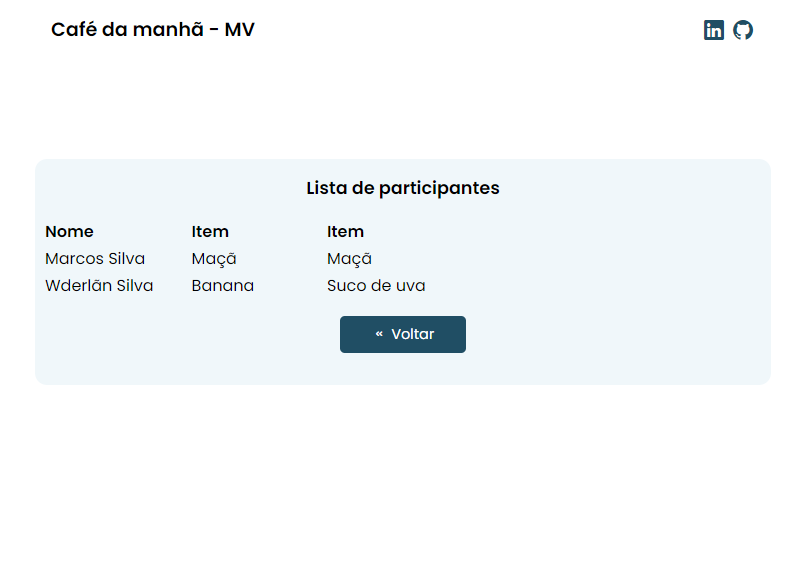 Café da manhã - MV
Lista de participantes
Nome Item Item
Marcos Silva Maçã Maçã
Wderlãn Silva Banana Suco de uva
« Voltar